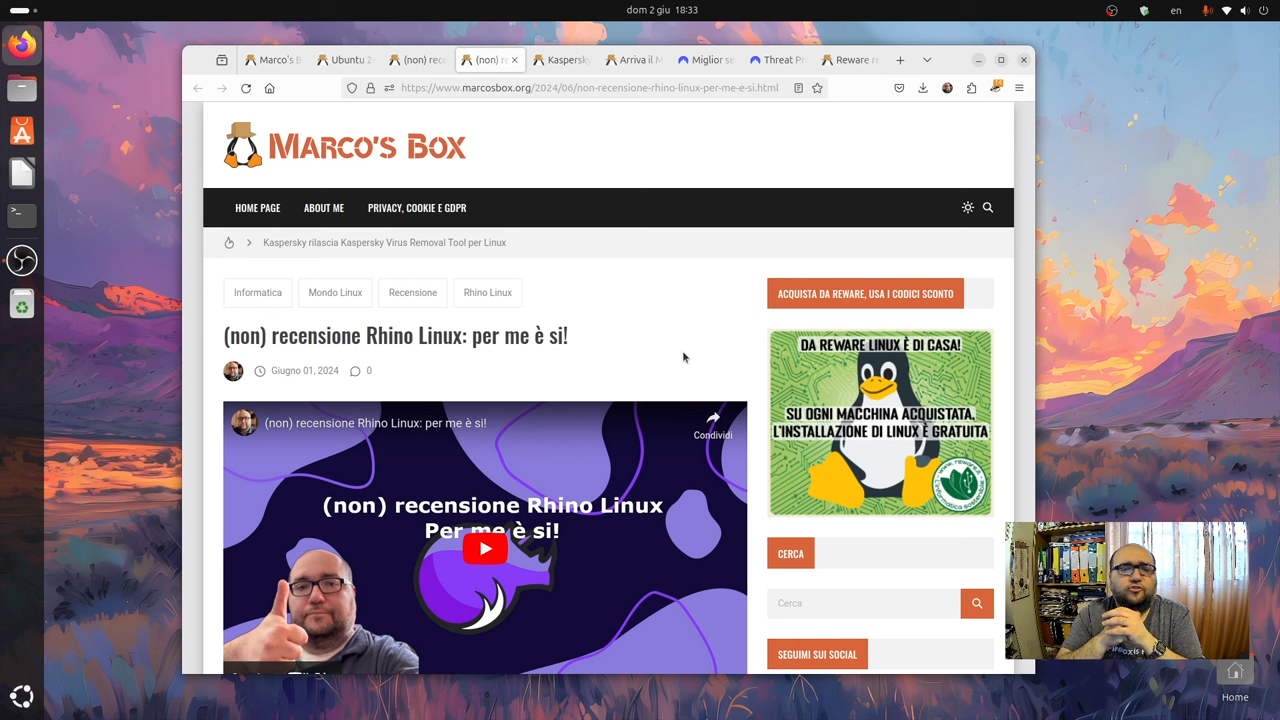 dom 2 giu 18:33
en
Marco's B
Ubuntu 2
(non) rece
(non) re
Kaspersky
Arriva il M
Miglior se
Threat Pr
Reware r
https://www.marcosbox.org/2024/06/non-recensione-rhino-linux-per-me-e-si.html
MARCO'S BOX
HOME PAGE
ABOUT ME
PRIVACY, COOKIE E GDPR
Kaspersky rilascia Kaspersky Virus Removal Tool per Linux
Informatica
Mondo Linux
Recensione
Rhino Linux
(non) recensione Rhino Linux: per me è si!
Giugno 01, 2024
0
(non) recensione Rhino Linux: per me è si!
Condividi
(non) recensione Rhino Linux
Per me è si!
ACQUISTA DA REWARE, USA I CODICI SCONTO
DA REWARE LINUX È DI CASA!
SU OGNI MACCHINA ACQUISTATA,
L'INSTALLAZIONE DI LINUX È GRATUITA
CERCA
Cerca
SEGUIMI SUI SOCIAL
Home